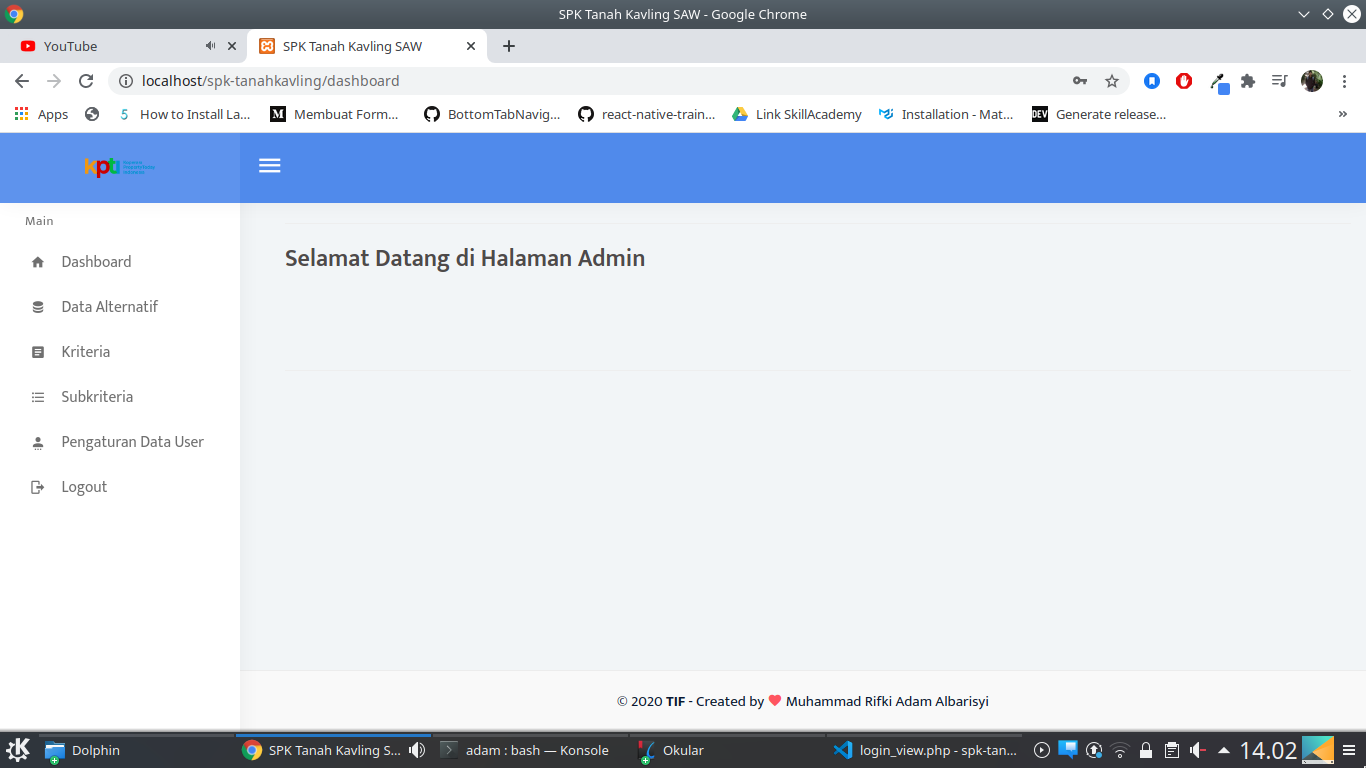 SPK Tanah Kavling SAW - Google Chrome
YouTube
SPK Tanah Kavling SAW
localhost/spk-tanahkavling/dashboard
Apps
How to Install La...
Membuat Form...
BottomTabNavig...
react-native-train...
Link SkillAcademy
Installation - Mat...
DEV
Generate release...
kpti
Main
Dashboard
Data Alternatif
Kriteria
Subkriteria
Pengaturan Data User
Logout
Selamat Datang di Halaman Admin
© 2020 TIF - Created by Muhammad Rifki Adam Albarisyi
Dolphin
SPK Tanah Kavling S...
adam : bash — Konsole
Okular
login_view.php - spk-tan...
14.02